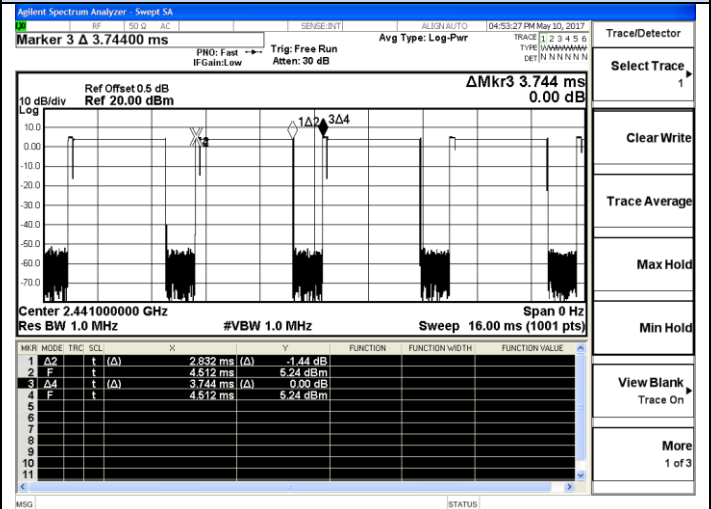 Agilent Spectrum Analyzer - Swept SA
RF 50 Ω AC SENSE:INT ALIGN AUTO 04:53:27 PM May 10, 2017
Marker 3 Δ 3.74400 ms
PNO: Fast
IFGain:Low
Trig: Free Run
Atten: 30 dB
Avg Type: Log-Pwr
TRACE 1 2 3 4 5 6
TYPE WWWWWW
DET N N N N N N
Trace/Detector
Select Trace
1
Clear Write
Trace Average
Max Hold
Min Hold
View Blank
Trace On
More
1 of 3
Ref Offset 0.5 dB
10 dB/div Ref 20.00 dBm
Log
ΔMkr3 3.744 ms
0.00 dB
10.0
0.00
-10.0
-20.0
-30.0
-40.0
-50.0
-60.0
-70.0
1Δ2
3Δ4
Center 2.441000000 GHz Span 0 Hz
Res BW 1.0 MHz #VBW 1.0 MHz Sweep 16.00 ms (1001 pts)
MKR MODE TRC SCL X Y FUNCTION FUNCTION WIDTH FUNCTION VALUE
1 Δ2 t (Δ) 2.832 ms (Δ) -1.44 dB
2 F t 4.512 ms 5.24 dBm
3 Δ4 t (Δ) 3.744 ms (Δ) 0.00 dB
4 F t 4.512 ms 5.24 dBm
5
6
7
8
9
10
11
MSG STATUS